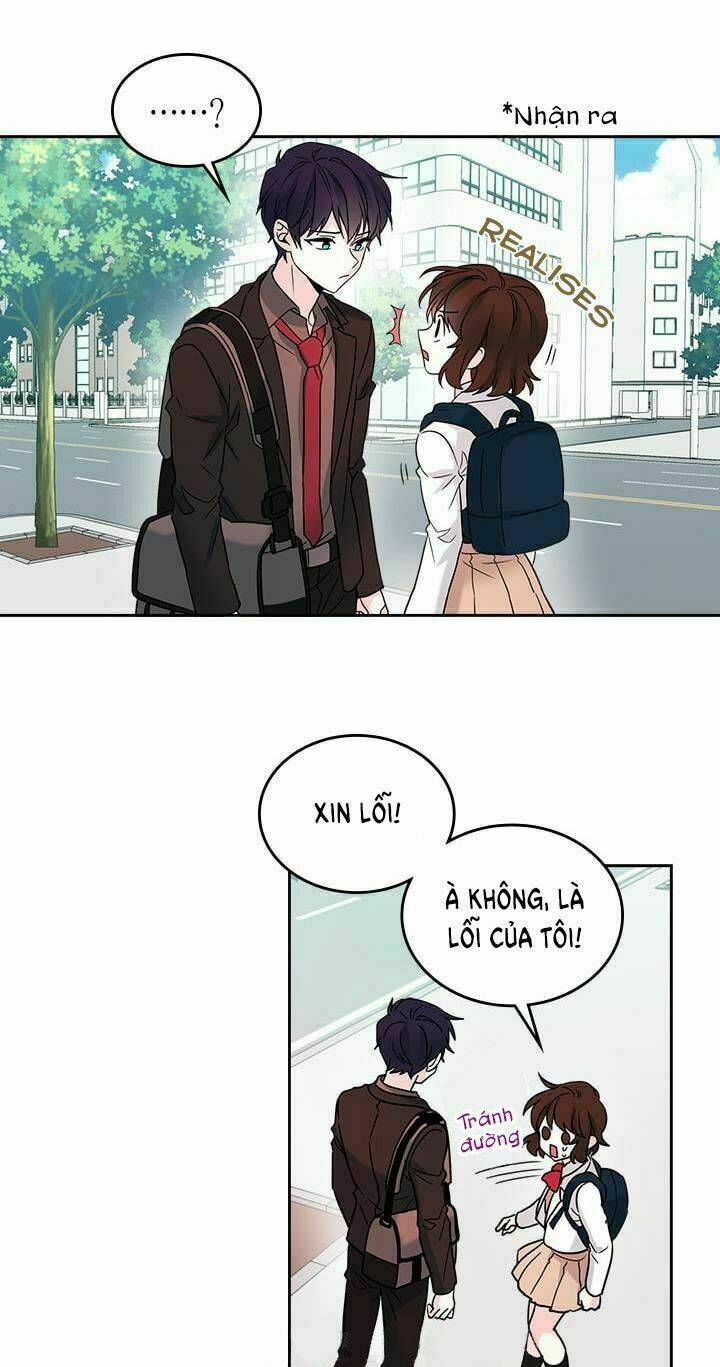 ......?
*Nhận ra
REALISES
XIN LỖI!
À KHÔNG, LÀ
LỖI CỦA TÔI!
Tránh
đường